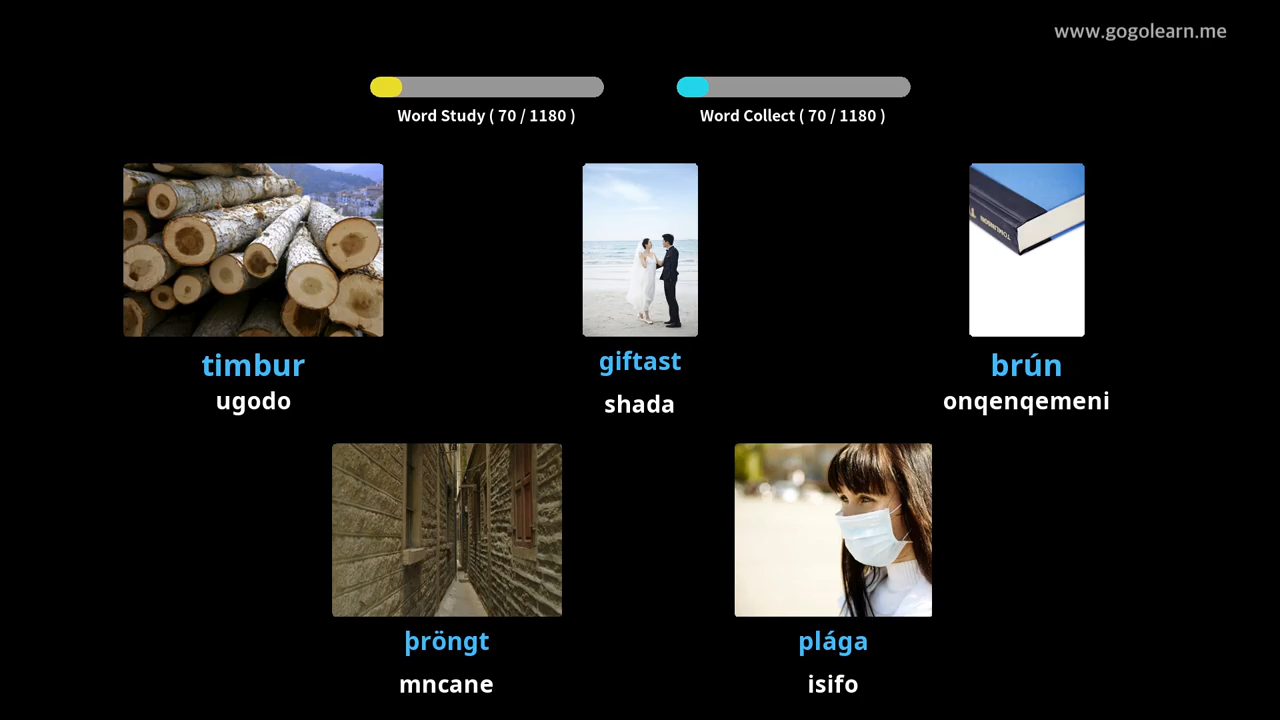 www.gogolearn.me
Word Study ( 70 / 1180 )
Word Collect ( 70 / 1180 )
TOMLINSON
timbur
ugodo
giftast
shada
brún
onqenqemeni
þröngt
mncane
plága
isifo